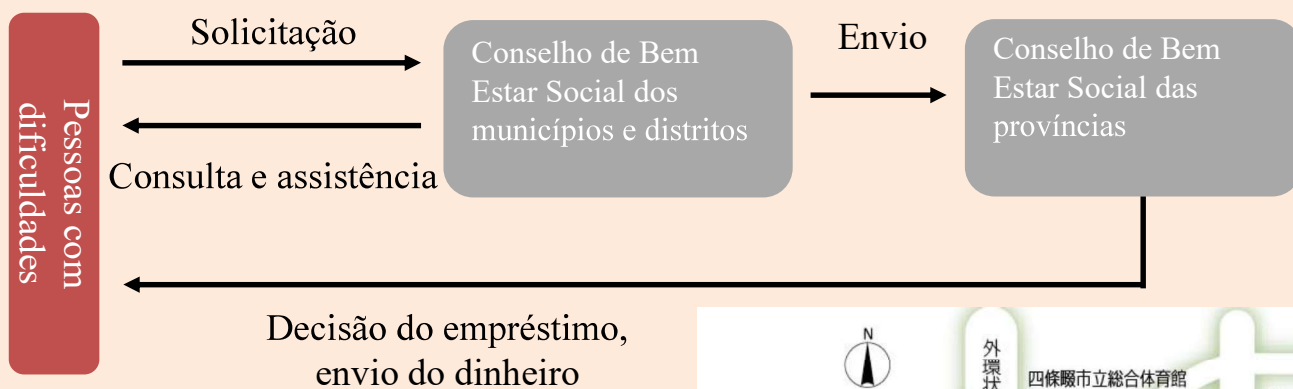 Pessoas com
dificuldades
Solicitação
Consulta e assistência
Conselho de Bem
Estar Social dos
municípios e distritos
Envio
Conselho de Bem
Estar Social das
províncias
Decisão do empréstimo,
envio do dinheiro
N
外環状
四條畷市立総合体育館